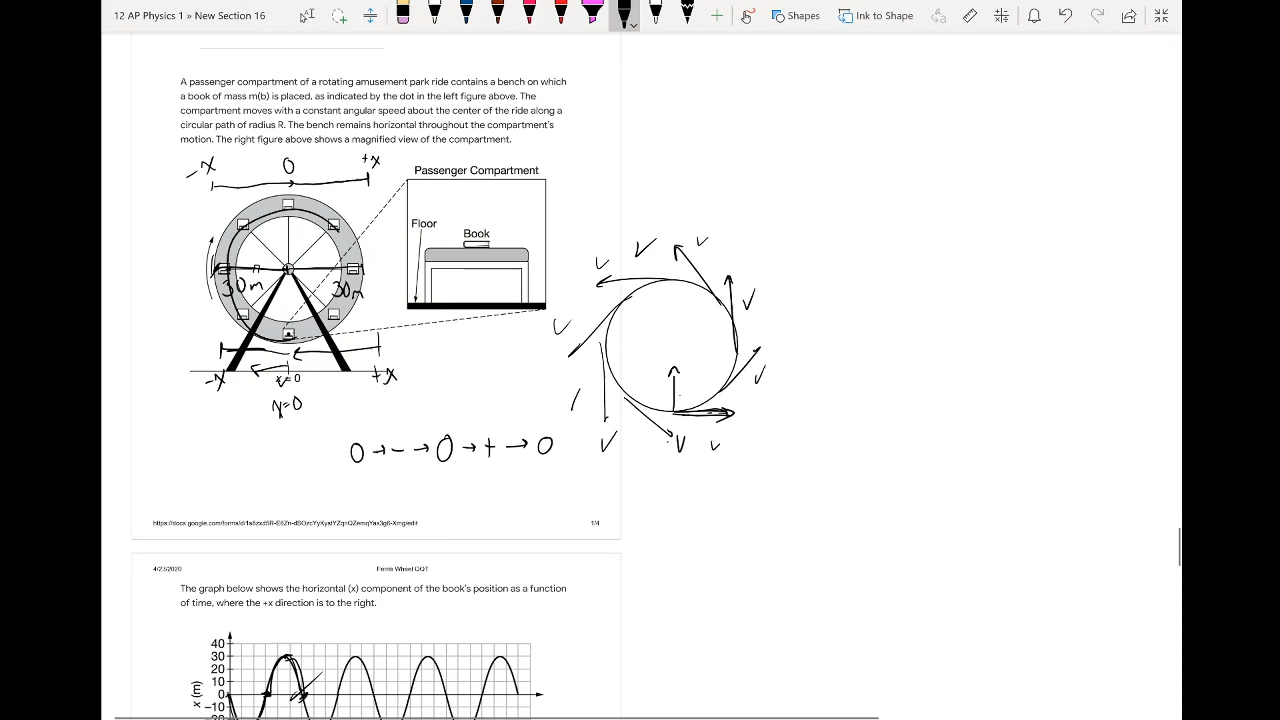 12 AP Physics 1 » New Section 16
Shapes
Ink to Shape
A passenger compartment of a rotating amusement park ride contains a bench on which
a book of mass m(b) is placed, as indicated by the dot in the left figure above. The
compartment moves with a constant angular speed about the center of the ride along a
circular path of radius R. The bench remains horizontal throughout the compartment's
motion. The right figure above shows a magnified view of the compartment.
-x 0 +x
Passenger Compartment
Floor
Book
30m 30m
-x x = 0 +x
x=0
V V V V V V V V V
0 → - → 0 → + → 0
1/4
4/23/2020 Ferris Wheel QQT
The graph below shows the horizontal (x) component of the book's position as a function
of time, where the +x direction is to the right.
40
30
20
10
0
-10
-20
x (m)